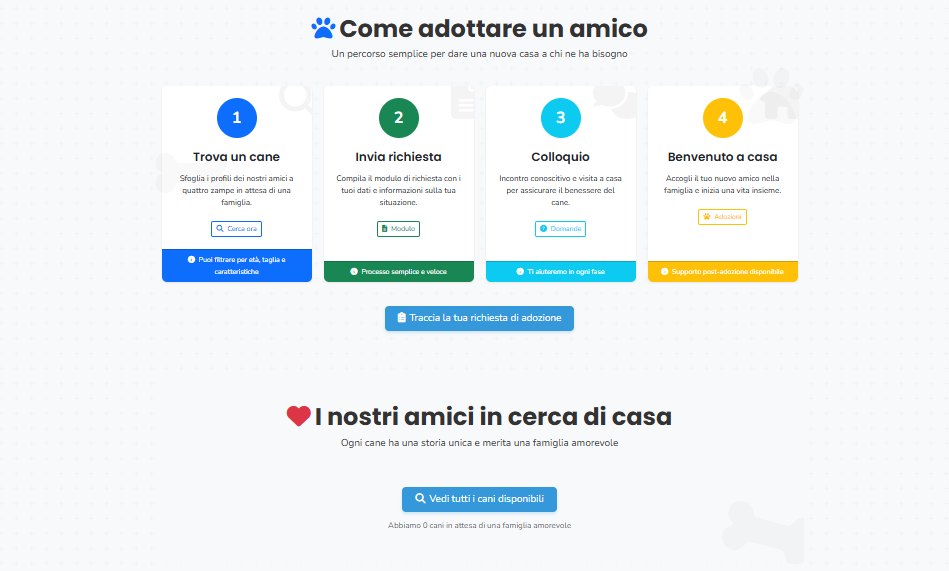 Come adottare un amico
Un percorso semplice per dare una nuova casa a chi ne ha bisogno
1
Trova un cane
Sfoglia i profili dei nostri amici a
quattro zampe in attesa di una
famiglia.
Cerca ora
Puoi filtrare per età, taglia e
caratteristiche
2
Invia richiesta
Compila il modulo di richiesta con i
tuoi dati e informazioni sulla tua
situazione.
Modulo
Processo semplice e veloce
3
Colloquio
Incontro conoscitivo e visita a casa
per assicurare il benessere del
cane.
Domande
Ti aiuteremo in ogni fase
4
Benvenuto a casa
Accogli il tuo nuovo amico nella
famiglia e inizia una vita insieme.
Adozioni
Supporto post-adozione disponibile
Traccia la tua richiesta di adozione
I nostri amici in cerca di casa
Ogni cane ha una storia unica e merita una famiglia amorevole
Vedi tutti i cani disponibili
Abbiamo 0 cani in attesa di una famiglia amorevole